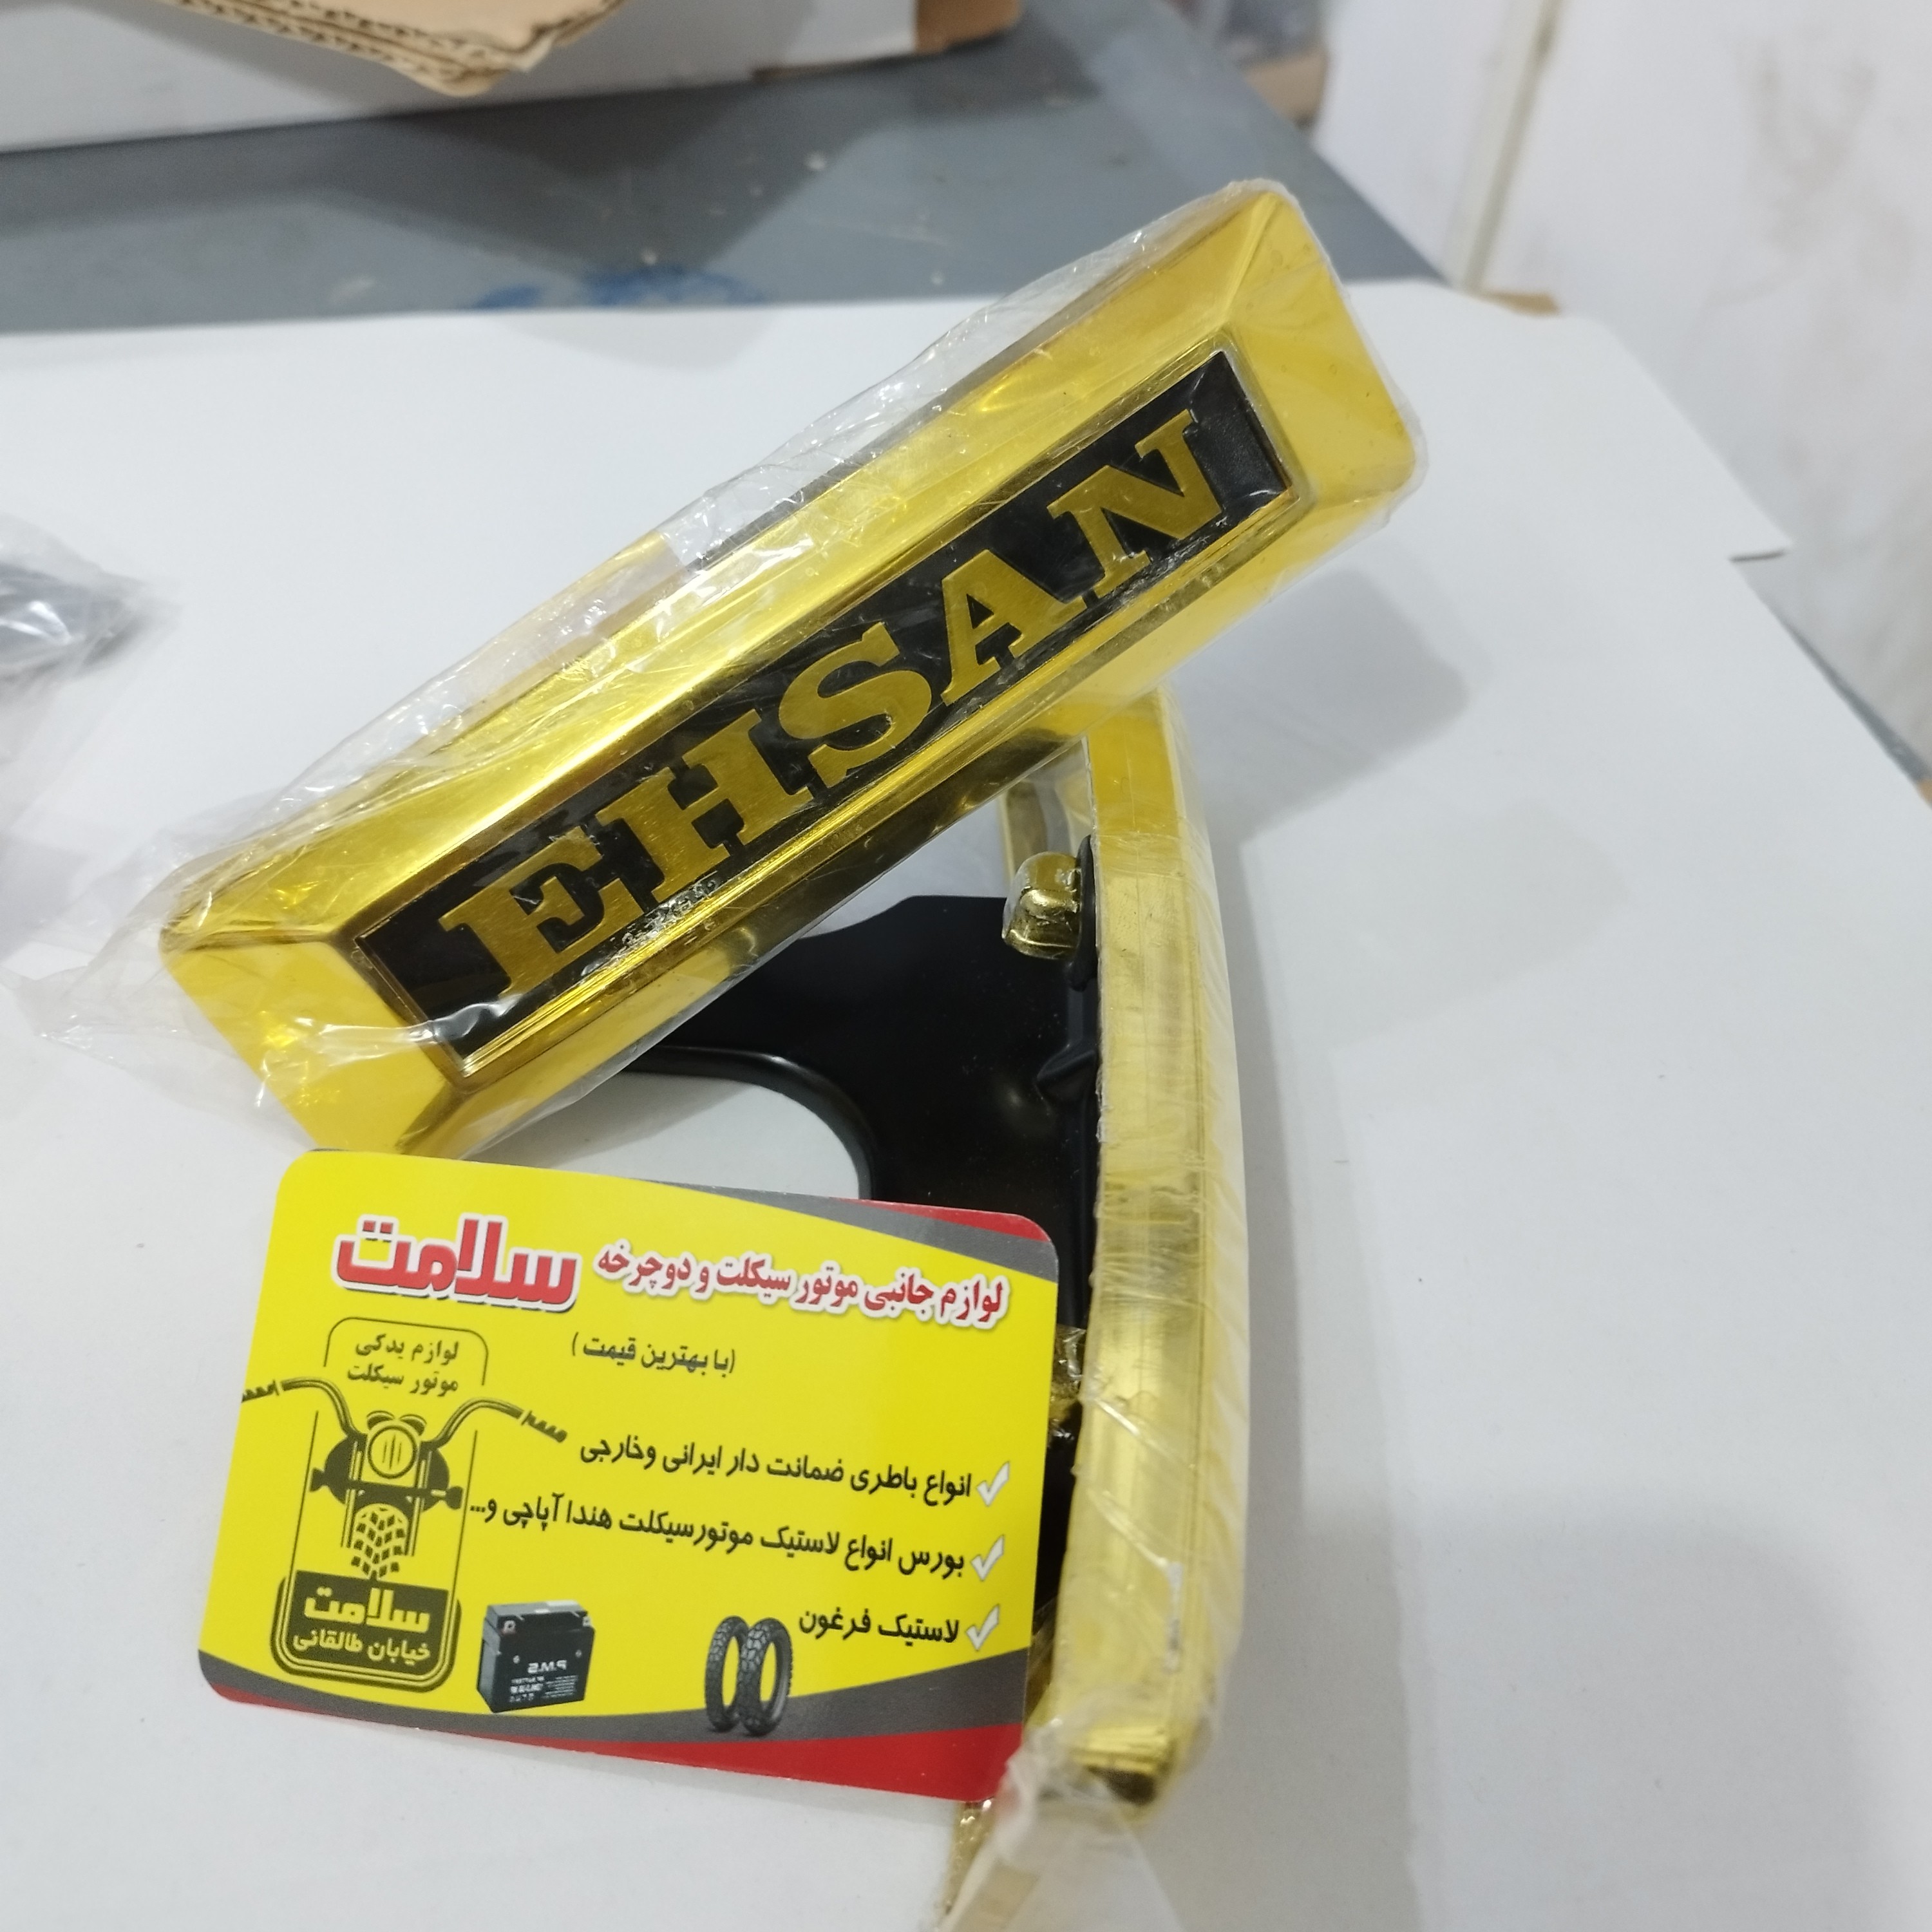 EHSAN
لوازم جانبی موتور سیکلت و دوچرخه سلامت
(با بهترین قیمت)
لوازم یدکی
موتور سیکلت
انواع باطری ضمانت دار ایرانی وخارجی
بورس انواع لاستیک موتورسیکلت هندا آپاچی و...
لاستیک فرغون
سلامت
خیابان طالقانی